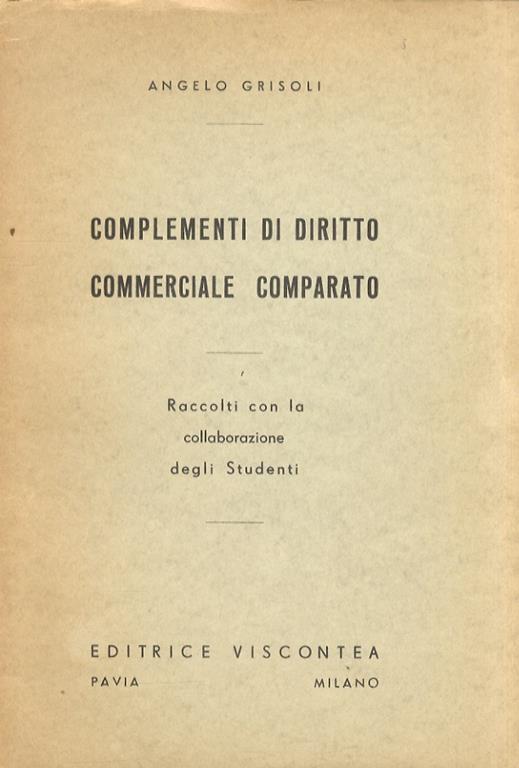 ANGELO GRISOLI
COMPLEMENTI DI DIRITTO
COMMERCIALE COMPARATO
Raccolti con la
collaborazione
degli Studenti
EDITRICE VISCONTEA
PAVIA MILANO